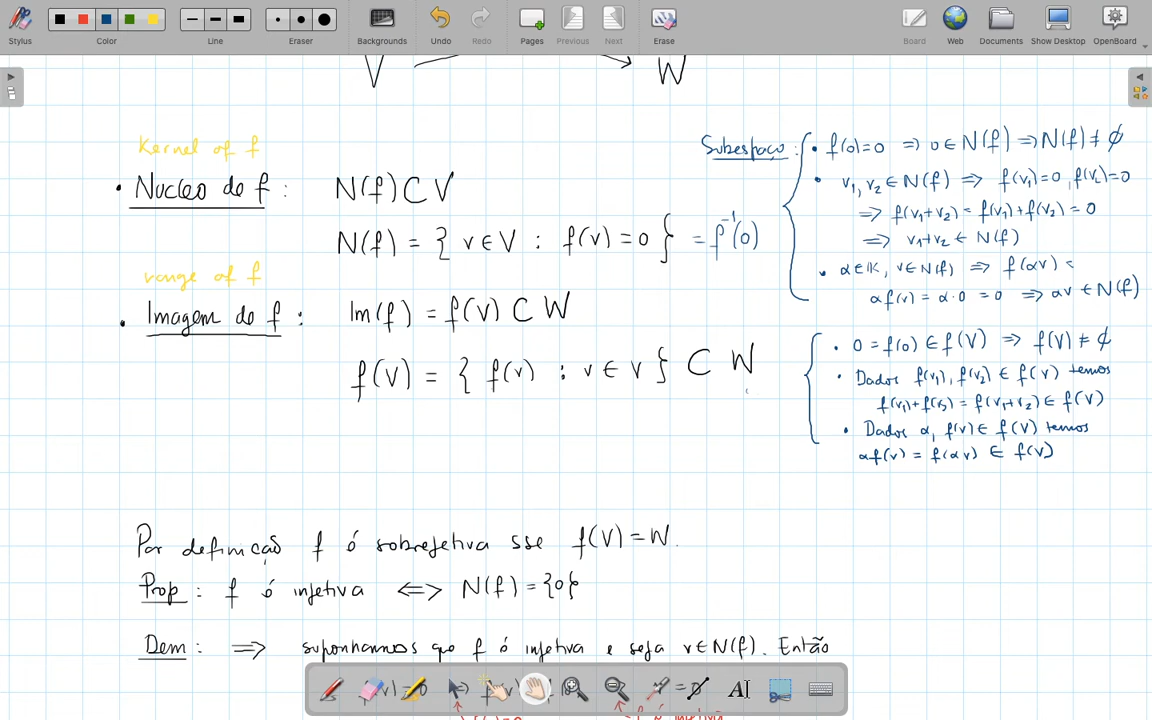 Stylus Color Line Eraser Backgrounds Undo Redo Pages Previous Next Erase Board Web Documents Show Desktop OpenBoard
V → W
Kernel of f
• Nucleo de f : N(f) ⊂ V
N(f) = { v ∈ V : f(v) = 0 } = f⁻¹(0)
range of f
• Imagem de f : Im(f) = f(V) ⊂ W
f(V) = { f(v) : v ∈ V } ⊂ W
Subespaço :
• f(0)=0 ⇒ 0 ∈ N(f) ⇒ N(f) ≠ ∅
• v₁, v₂ ∈ N(f) ⇒ f(v₁)=0, f(v₂)=0
⇒ f(v₁+v₂) = f(v₁)+f(v₂) = 0
⇒ v₁+v₂ ∈ N(f)
• α ∈ K, v ∈ N(f) ⇒ f(αv) =
αf(v) = α·0 = 0 ⇒ αv ∈ N(f)
• 0 = f(0) ∈ f(V) ⇒ f(V) ≠ ∅
• Dados f(v₁), f(v₂) ∈ f(V) temos
f(v₁)+f(v₂) = f(v₁+v₂) ∈ f(V)
• Dados α, f(v) ∈ f(V) temos
αf(v) = f(αv) ∈ f(V)
Por definição f é sobrejetiva sse f(V) = W.
Prop : f é injetiva ⇔ N(f) = {0}
Dem : ⇒ suponhamos que f é injetiva e seja v ∈ N(f). Então